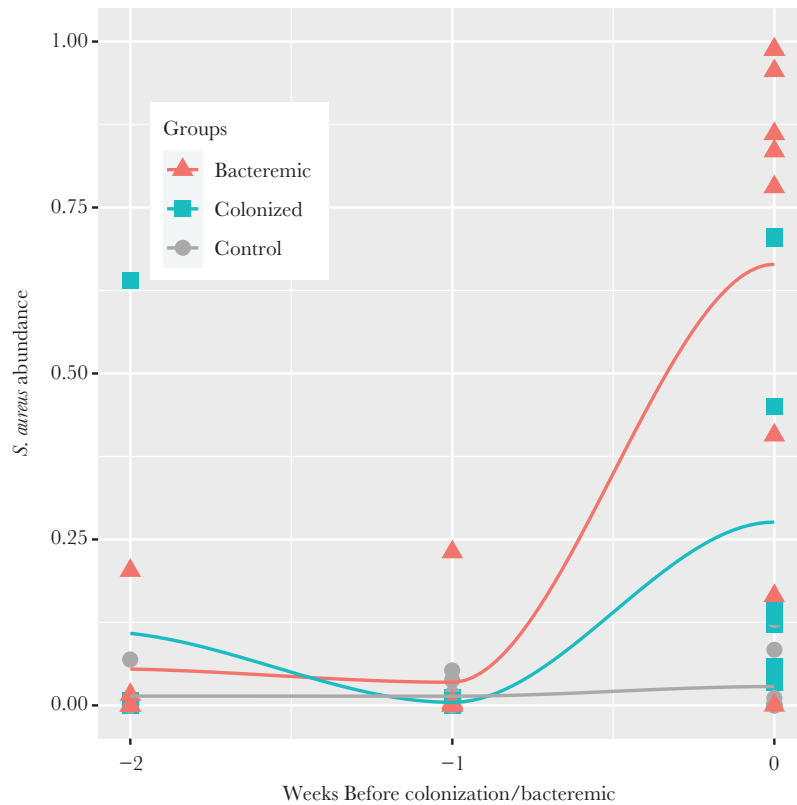 1.00
Groups
Bacteremic
Colonized
Control
0.75
0.50
0.25
0.00
S. aureus abundance
−2
−1
0
Weeks Before colonization/bacteremic